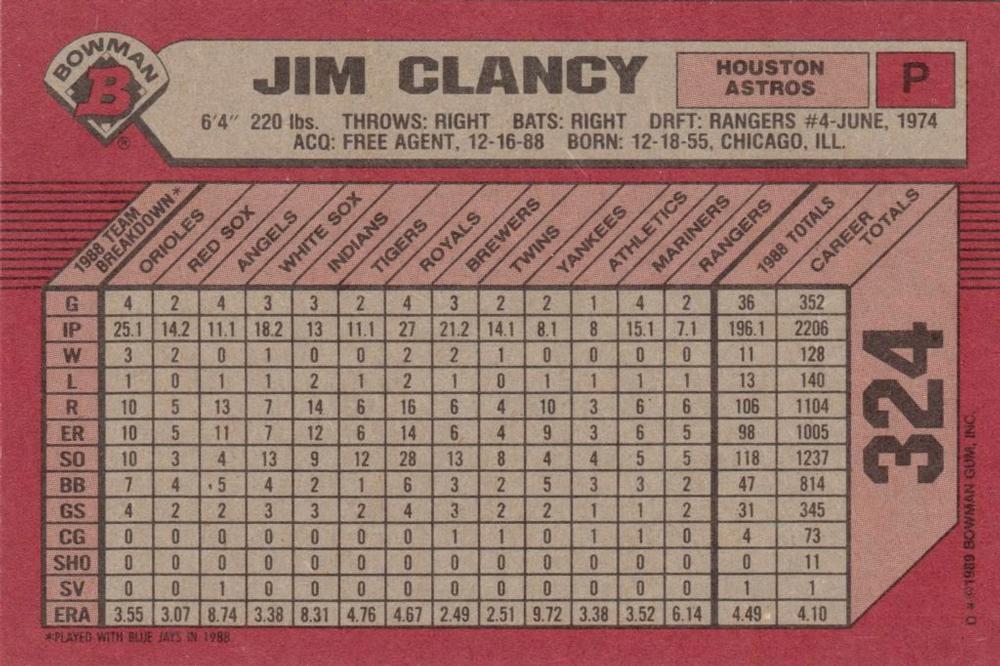 BOWMAN
B
®
JIM CLANCY
HOUSTON
ASTROS
P
6'4" 220 lbs. THROWS: RIGHT BATS: RIGHT DRFT: RANGERS #4-JUNE, 1974
ACQ: FREE AGENT, 12-16-88 BORN: 12-18-55, CHICAGO, ILL.
1988 TEAM BREAKDOWN* ORIOLES RED SOX ANGELS WHITE SOX INDIANS TIGERS ROYALS BREWERS TWINS YANKEES ATHLETICS MARINERS RANGERS 1988 TOTALS CAREER TOTALS
G 4 2 4 3 3 2 4 3 2 2 1 4 2 36 352
IP 25.1 14.2 11.1 18.2 13 11.1 27 21.2 14.1 8.1 8 15.1 7.1 196.1 2206
W 3 2 0 1 0 0 2 2 1 0 0 0 0 11 128
L 1 0 1 1 2 1 2 1 0 1 1 1 1 13 140
R 10 5 13 7 14 6 16 6 4 10 3 6 6 106 1104
ER 10 5 11 7 12 6 14 6 4 9 3 6 5 98 1005
SO 10 3 4 13 9 12 28 13 8 4 4 5 5 118 1237
BB 7 4 5 4 2 1 6 3 2 5 3 3 2 47 814
GS 4 2 2 3 3 2 4 3 2 2 1 1 2 31 345
CG 0 0 0 0 0 0 0 1 1 0 1 1 0 4 73
SHO 0 0 0 0 0 0 0 0 0 0 0 0 0 0 11
SV 0 0 1 0 0 0 0 0 0 0 0 0 0 1 1
ERA 3.55 3.07 8.74 3.38 8.31 4.76 4.67 2.49 2.51 9.72 3.38 3.52 6.14 4.49 4.10
324
*PLAYED WITH BLUE JAYS IN 1988
D * ©1989 BOWMAN GUM, INC.